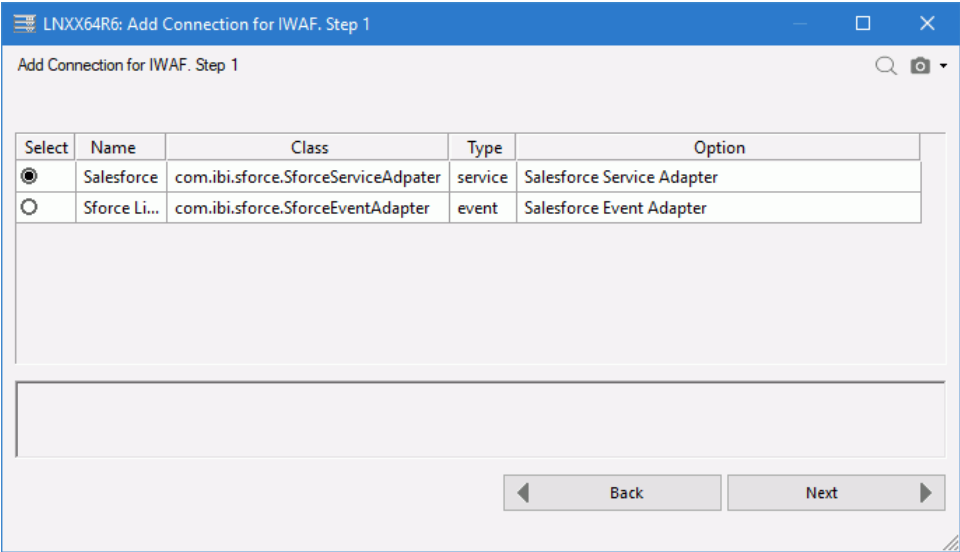 LNXX64R6: Add Connection for IWAF. Step 1
Add Connection for IWAF. Step 1
Select Name Class Type Option
Salesforce com.ibi.sforce.SforceServiceAdpater service Salesforce Service Adapter
Sforce Li... com.ibi.sforce.SforceEventAdapter event Salesforce Event Adapter
Back Next